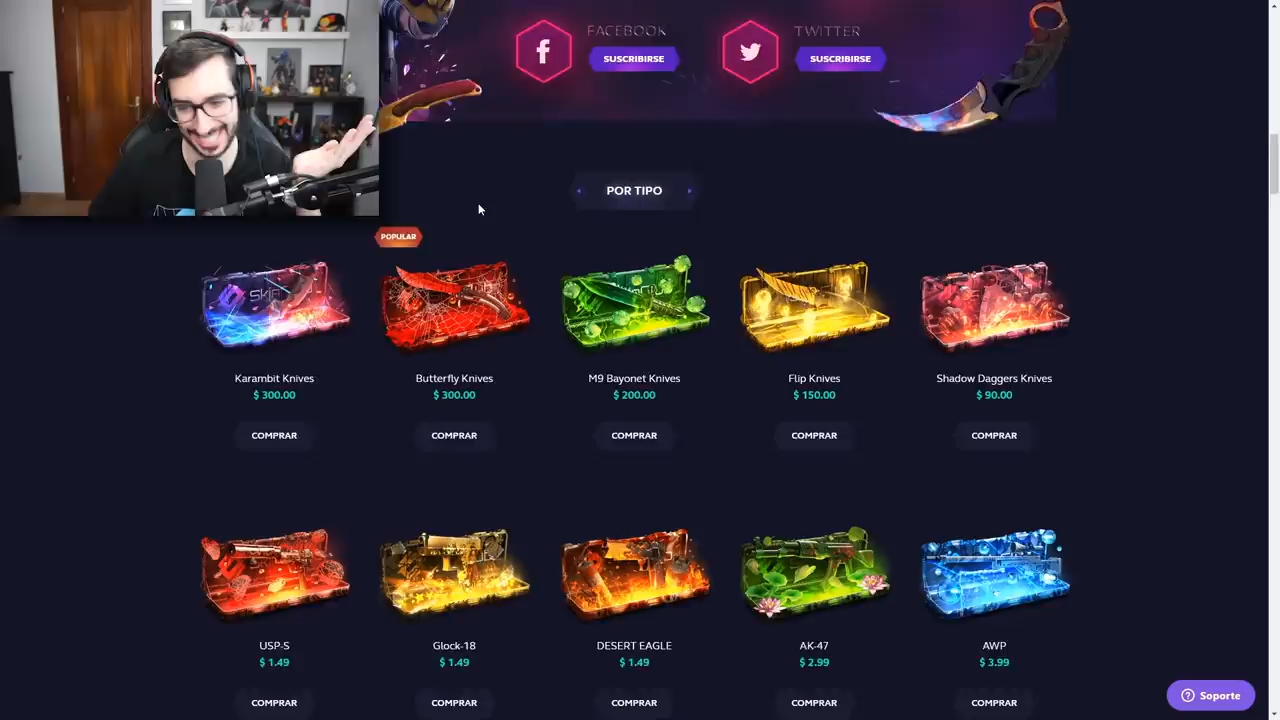 FACEBOOK
SUSCRIBIRSE
TWITTER
SUSCRIBIRSE
POR TIPO
POPULAR
Karambit Knives
$ 300.00
COMPRAR
Butterfly Knives
$ 300.00
COMPRAR
M9 Bayonet Knives
$ 200.00
COMPRAR
Flip Knives
$ 150.00
COMPRAR
Shadow Daggers Knives
$ 90.00
COMPRAR
USP-S
$ 1.49
COMPRAR
Glock-18
$ 1.49
COMPRAR
DESERT EAGLE
$ 1.49
COMPRAR
AK-47
$ 2.99
COMPRAR
AWP
$ 3.99
COMPRAR
Soporte